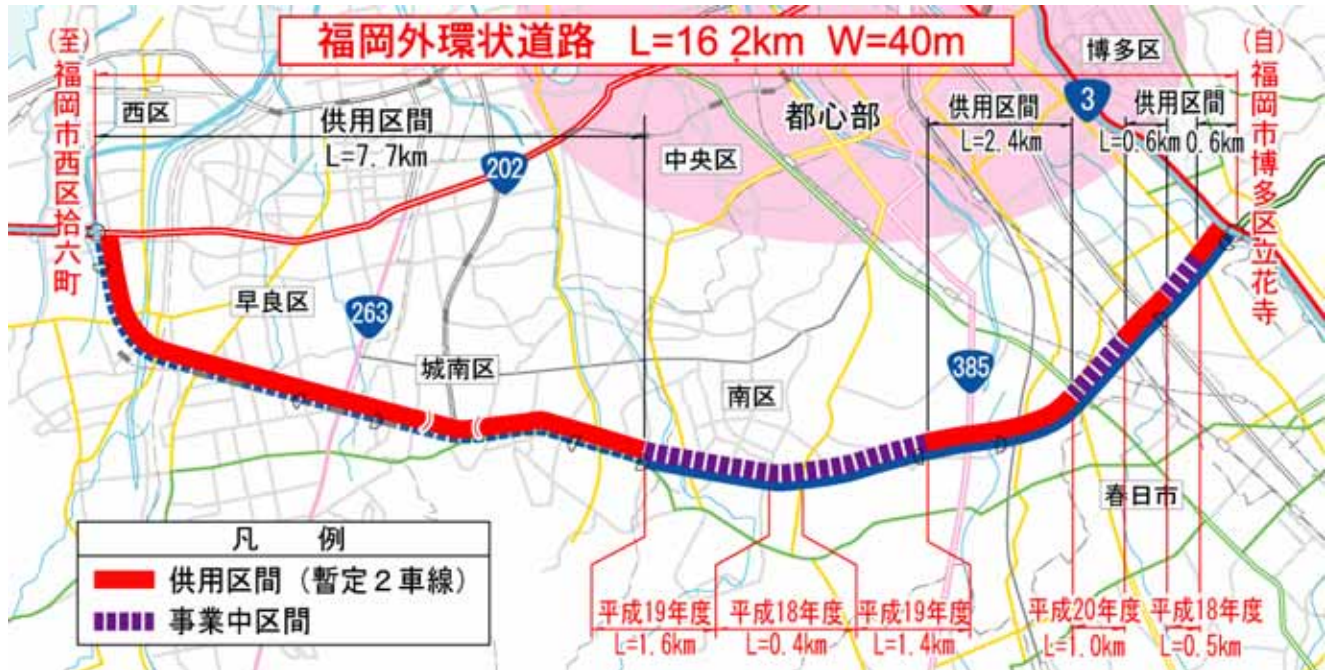 福岡外環状道路 L=16.2km W=40m
(至)福岡市西区拾六町
(自)福岡市博多区立花寺
西区
博多区
供用区間
L=7.7km
都心部
中央区
供用区間
L=2.4km
供用区間
L=0.6km 0.6km
3
202
早良区
263
城南区
南区
385
春日市
凡 例
供用区間(暫定2車線)
事業中区間
平成19年度
L=1.6km
平成18年度
L=0.4km
平成19年度
L=1.4km
平成20年度
L=1.0km
平成18年度
L=0.5km